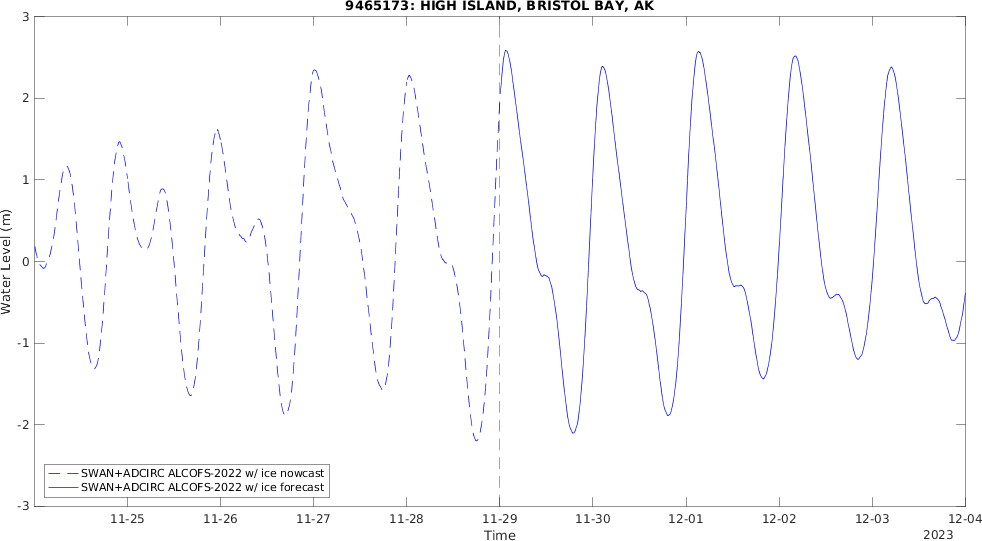 9465173: HIGH ISLAND, BRISTOL BAY, AK
3
2
1
0
-1
-2
-3
Water Level (m)
SWAN+ADCIRC ALCOFS-2022 w/ ice nowcast
SWAN+ADCIRC ALCOFS-2022 w/ ice forecast
11-25 11-26 11-27 11-28 11-29 11-30 12-01 12-02 12-03 12-04
Time
2023